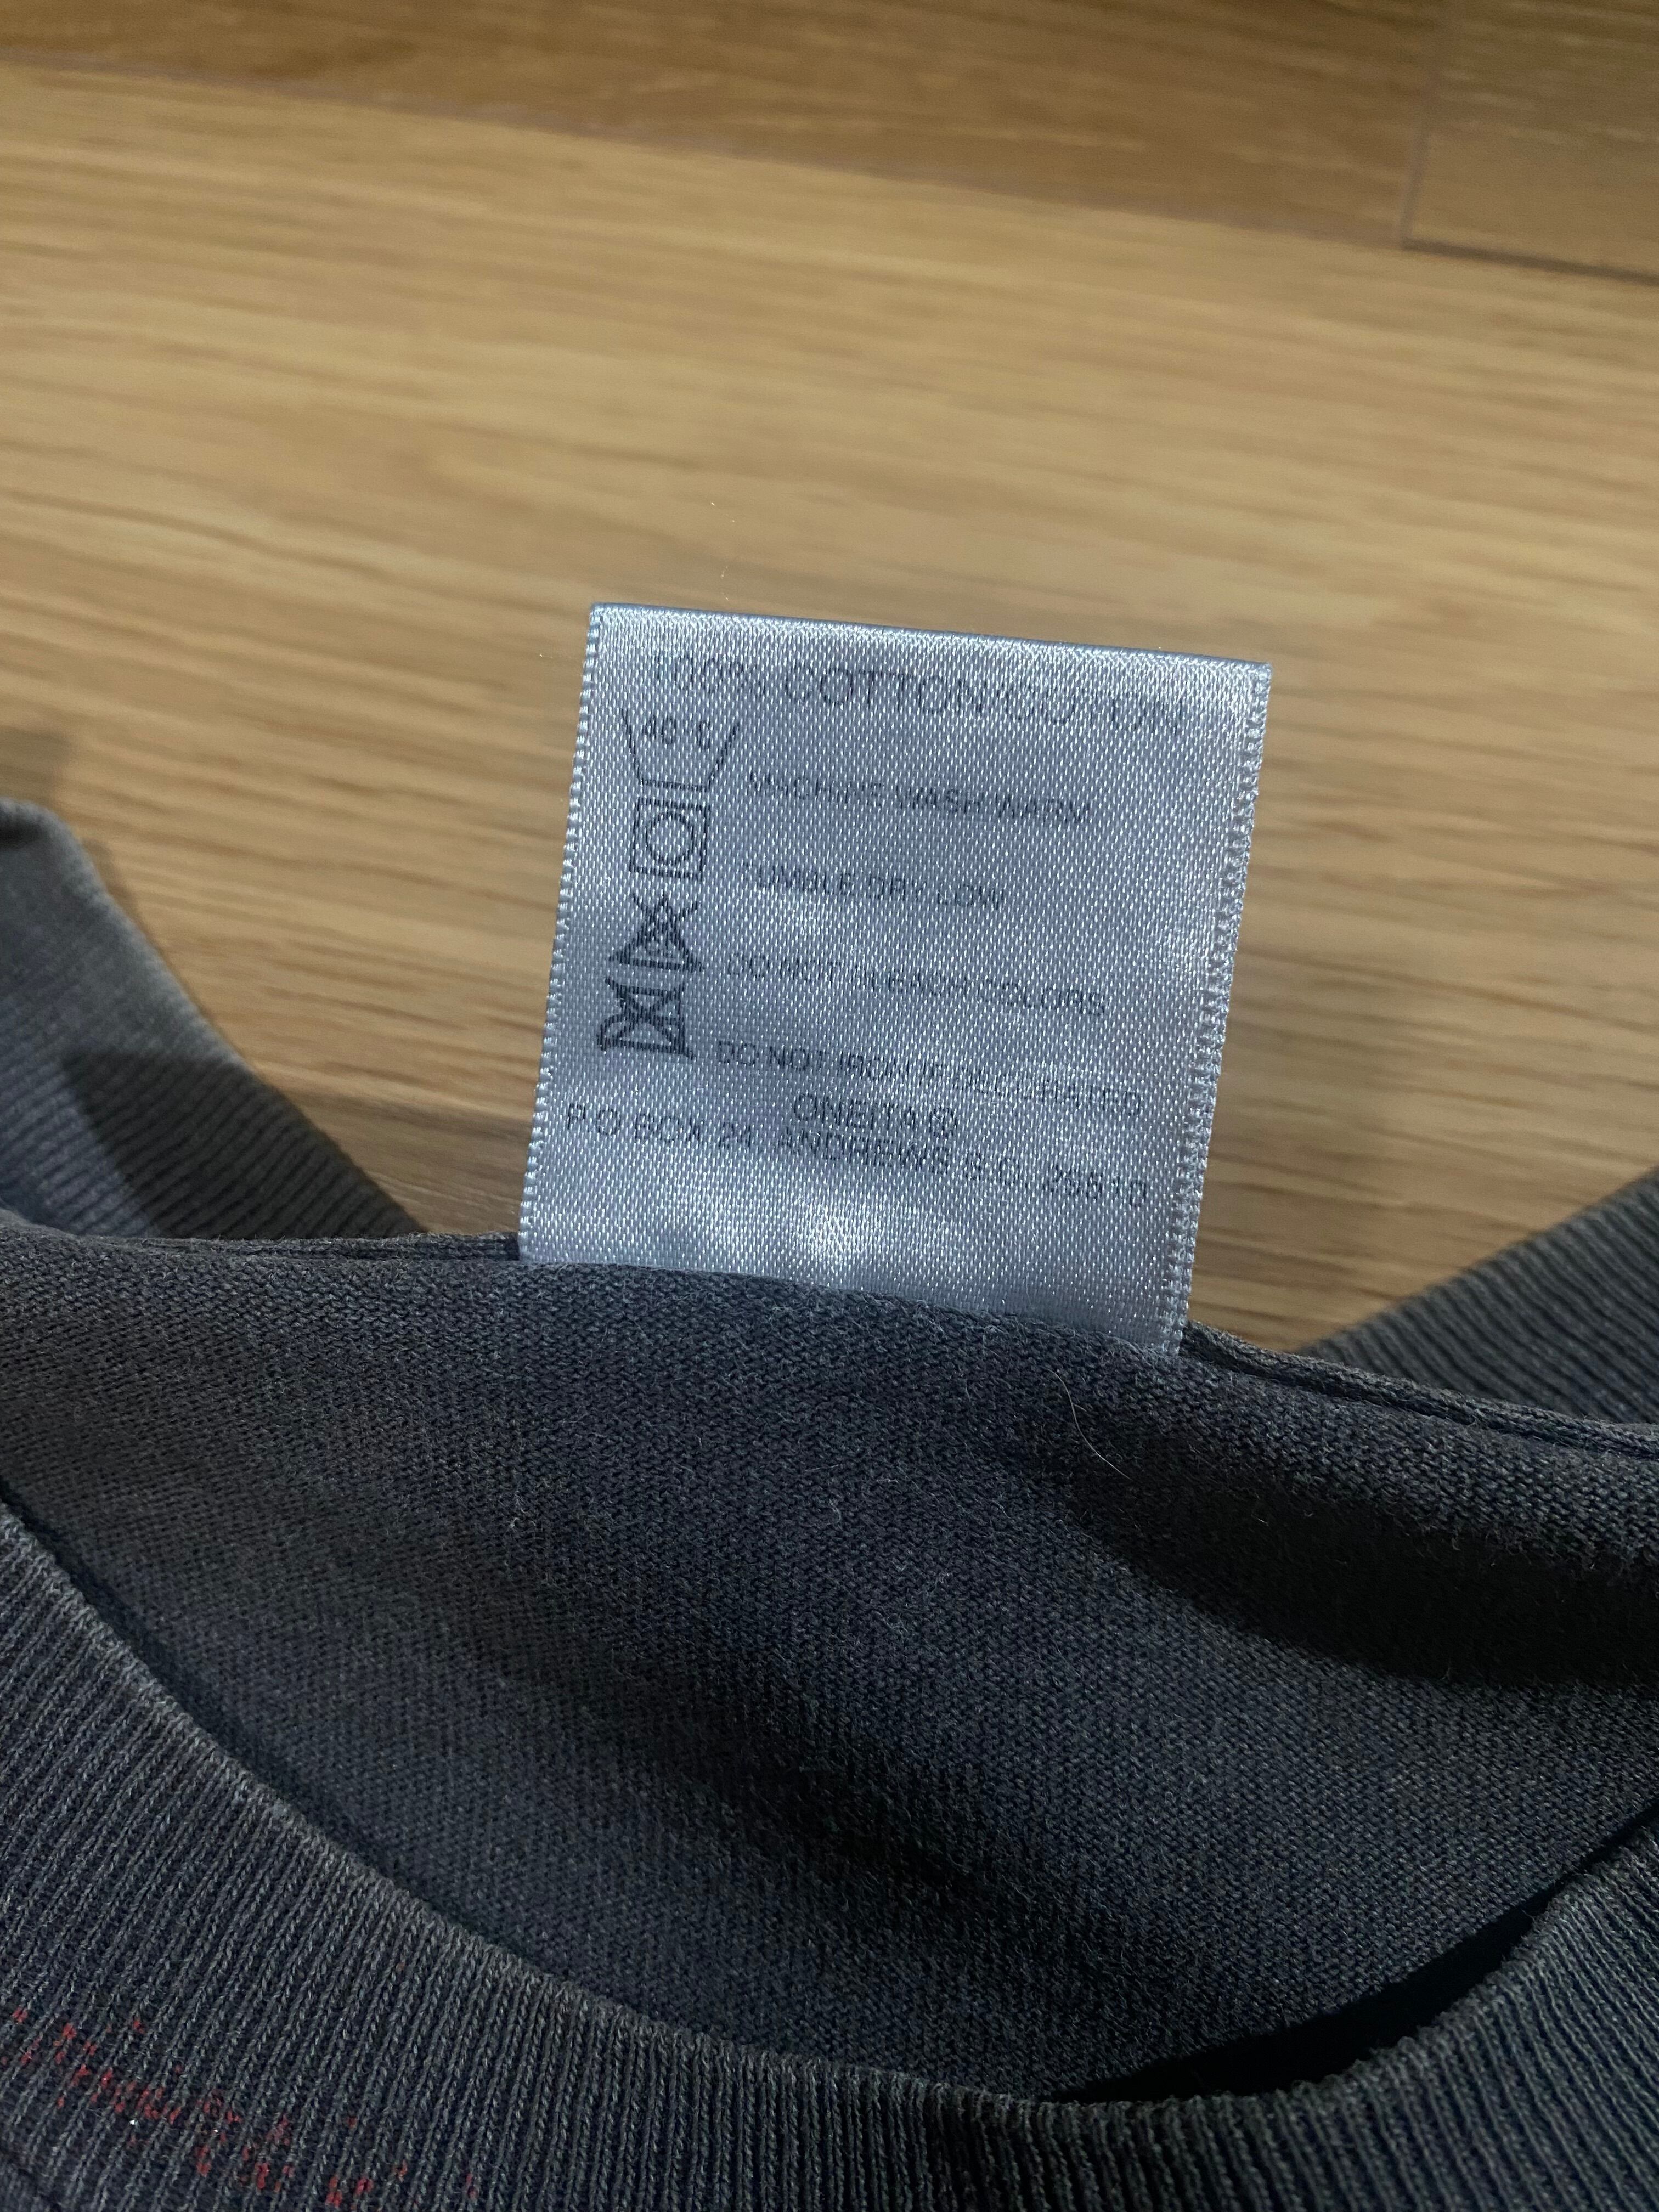 100% COTTON/COTON
40°C
MACHINE WASH WARM
TUMBLE DRY LOW
DO NOT BLEACH COLORS
DO NOT IRON IF DECORATED
ONEITA®
P.O. BOX 24, ANDREWS S.C. 29510